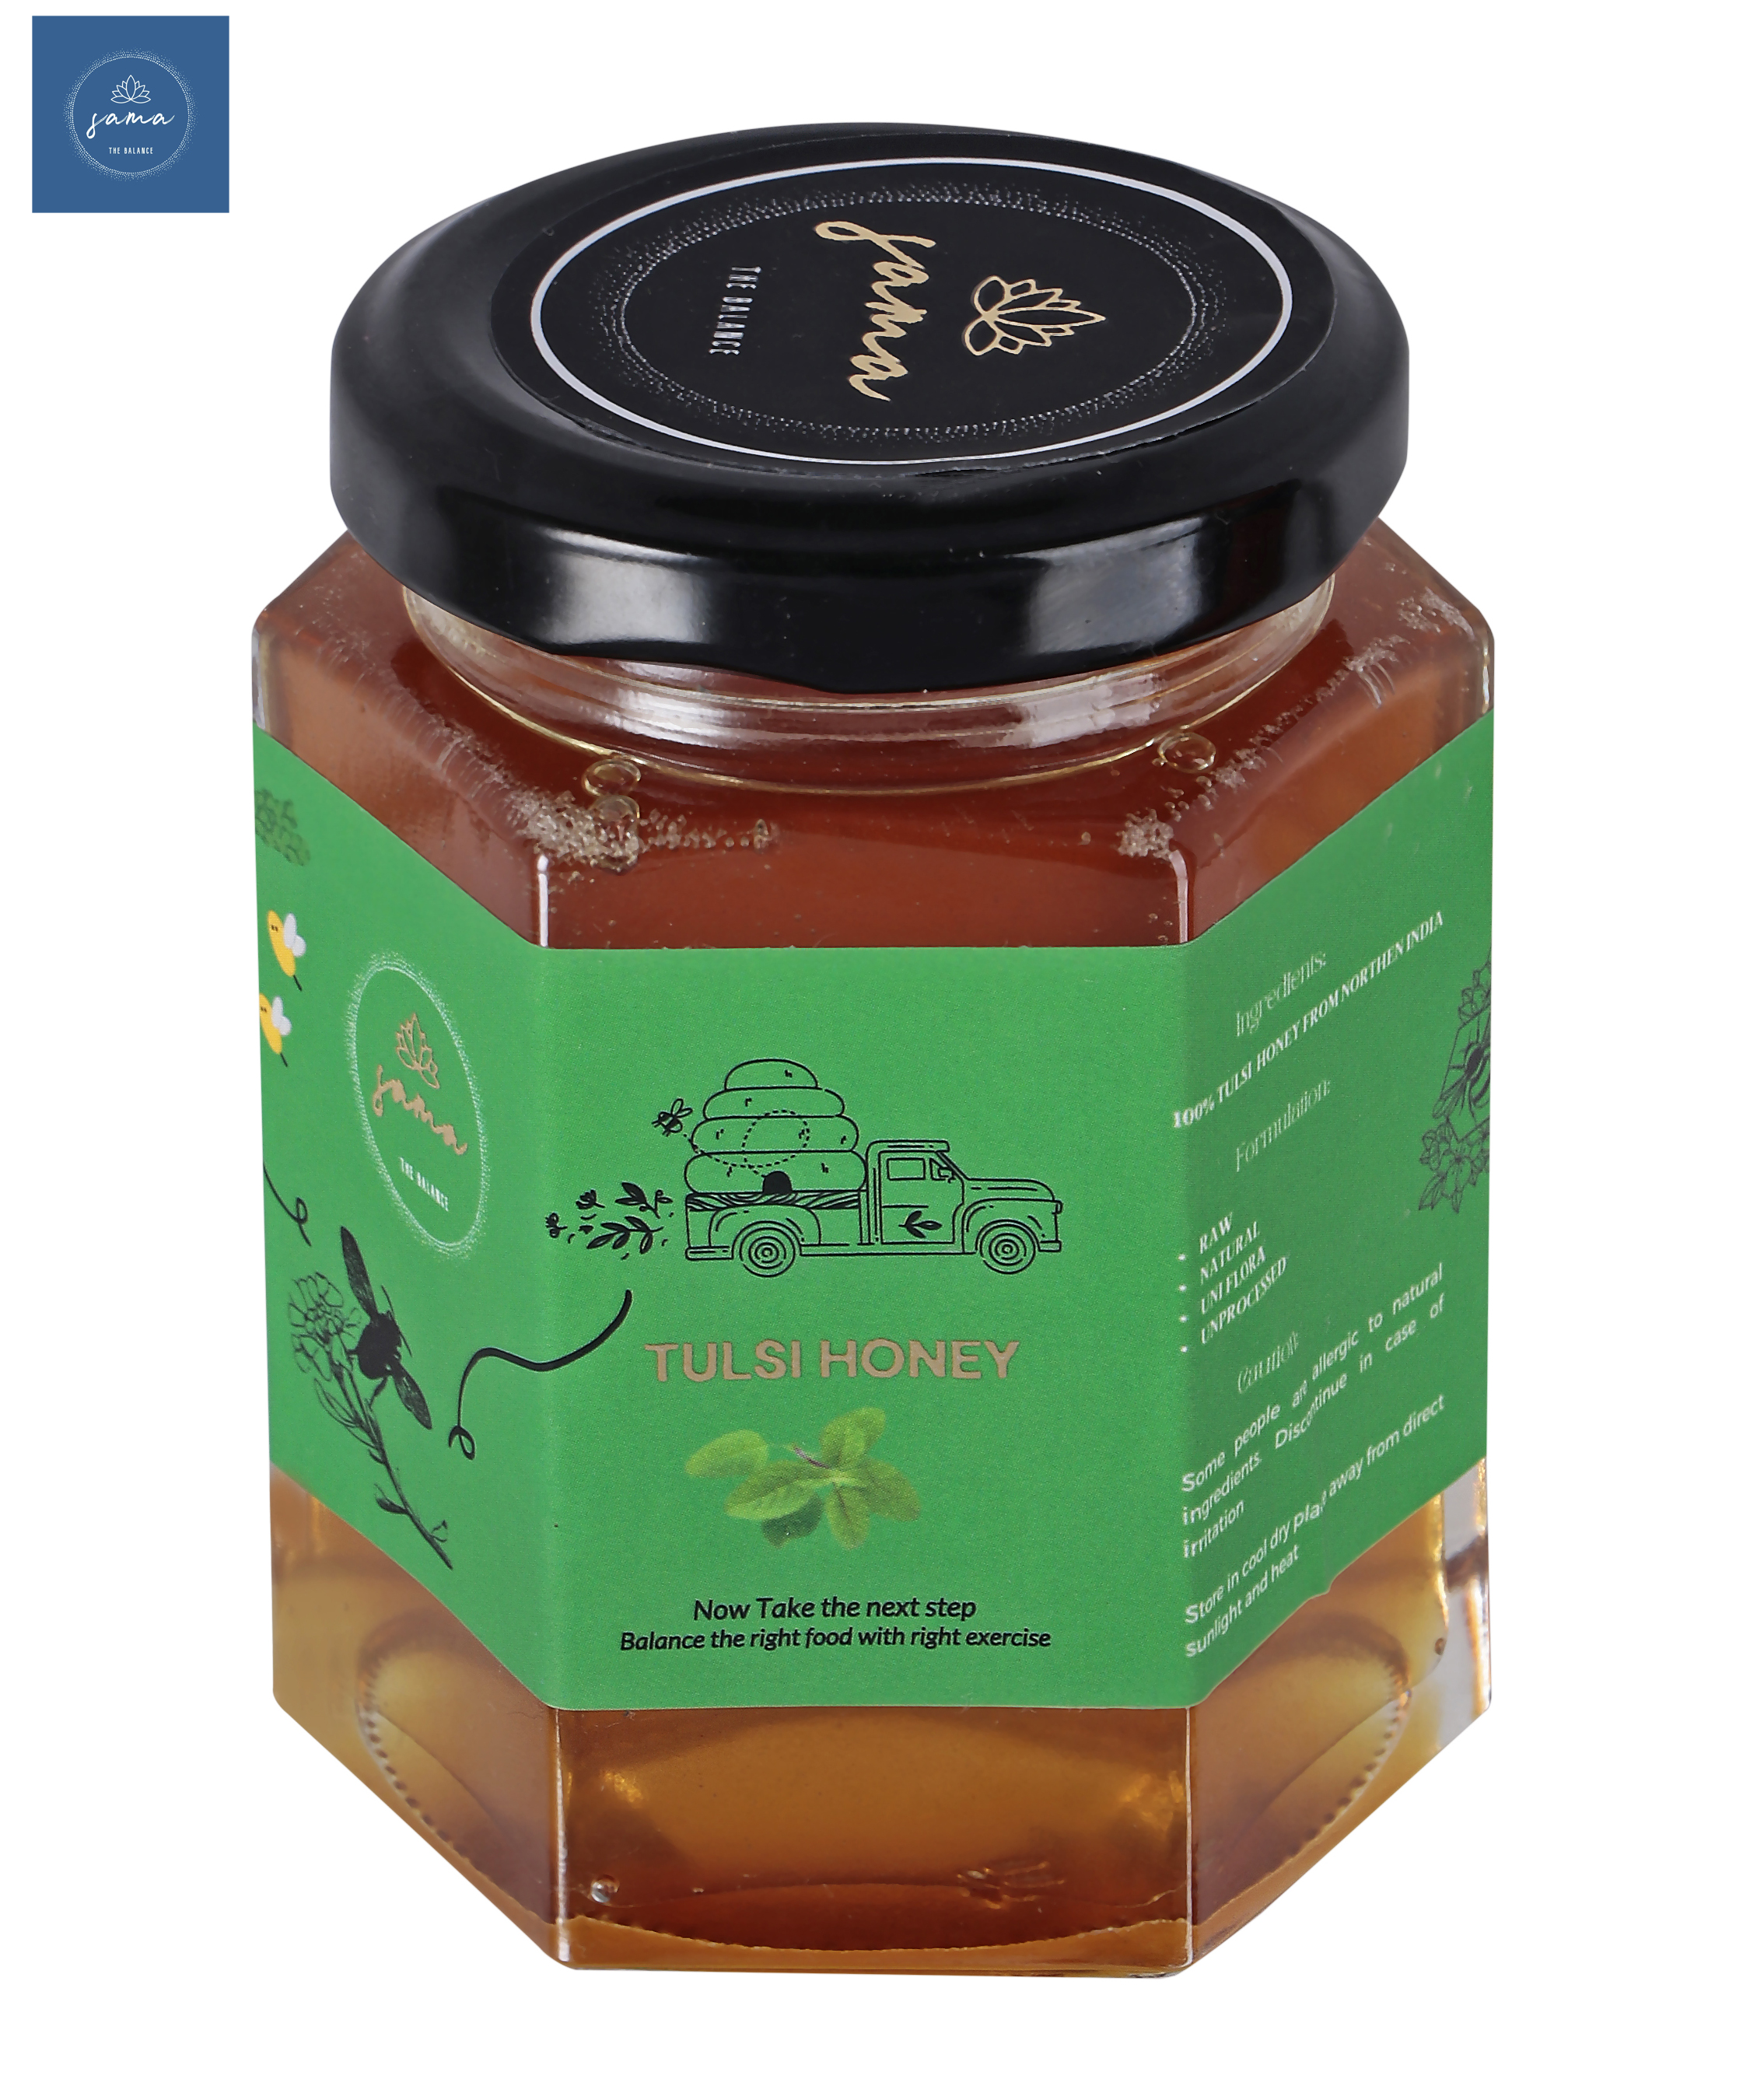 sama
THE BALANCE
sama
THE BALANCE
sama
THE BALANCE
TULSI HONEY
Now Take the next step
Balance the right food with right exercise
Ingredients:
100% TULSI HONEY FROM NORTHEN INDIA
Formulation:
• RAW
• NATURAL
• UNI FLORA
• UNPROCESSED
•
Caution:
Some people are allergic to natural
ingredients. Discontinue in case of
irritation
Store in cool dry place away from direct
sunlight and heat